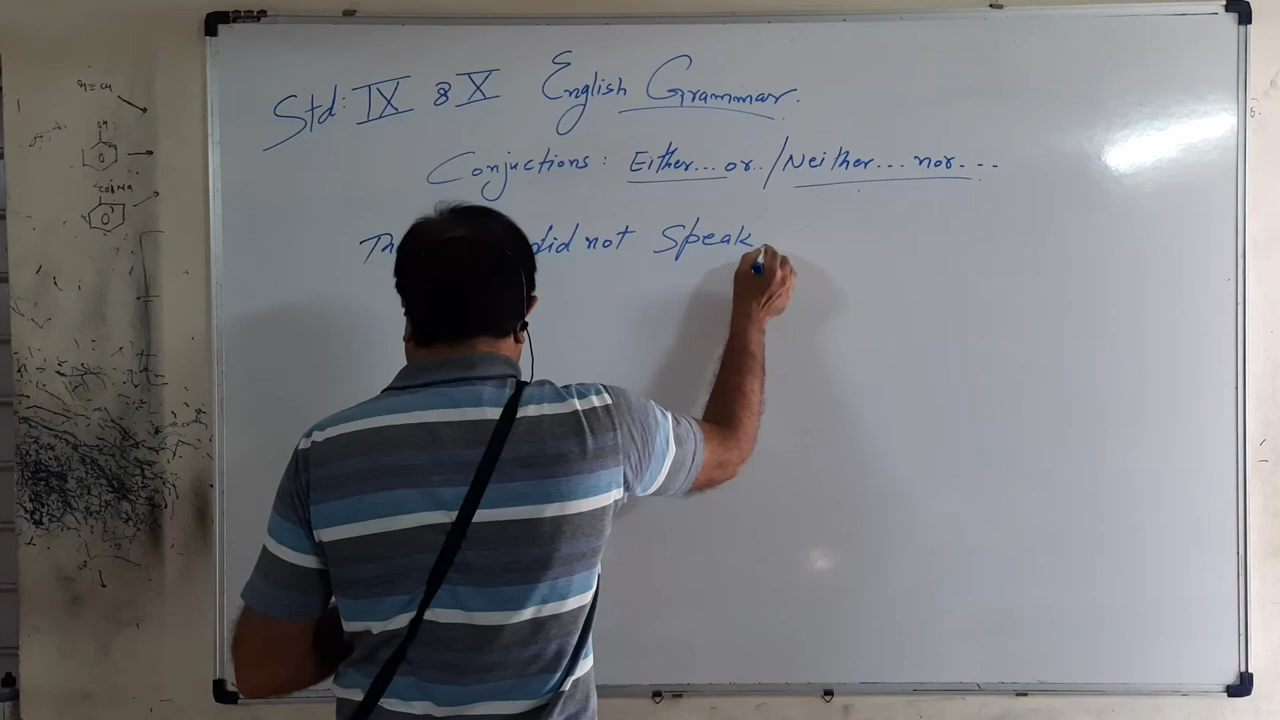 Std: IX & X English Grammar.
Conjuctions: Either...or../Neither...nor---
did not Speak